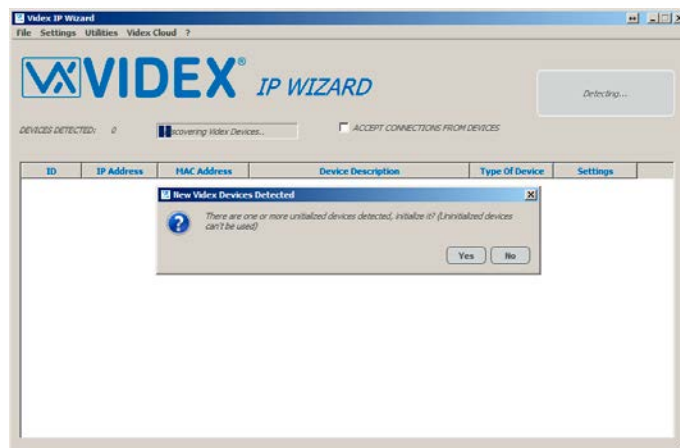 Videx IP Wizard
File Settings Utilities Videx Cloud ?
VIDEX® IP WIZARD
Detecting...
DEVICES DETECTED: 0
scovering Videx Devices...
ACCEPT CONNECTIONS FROM DEVICES
ID IP Address MAC Address Device Description Type Of Device Settings
New Videx Devices Detected
There are one or more unitialized devices detected, initialize it? (Uninitialized devices
can't be used)
Yes No